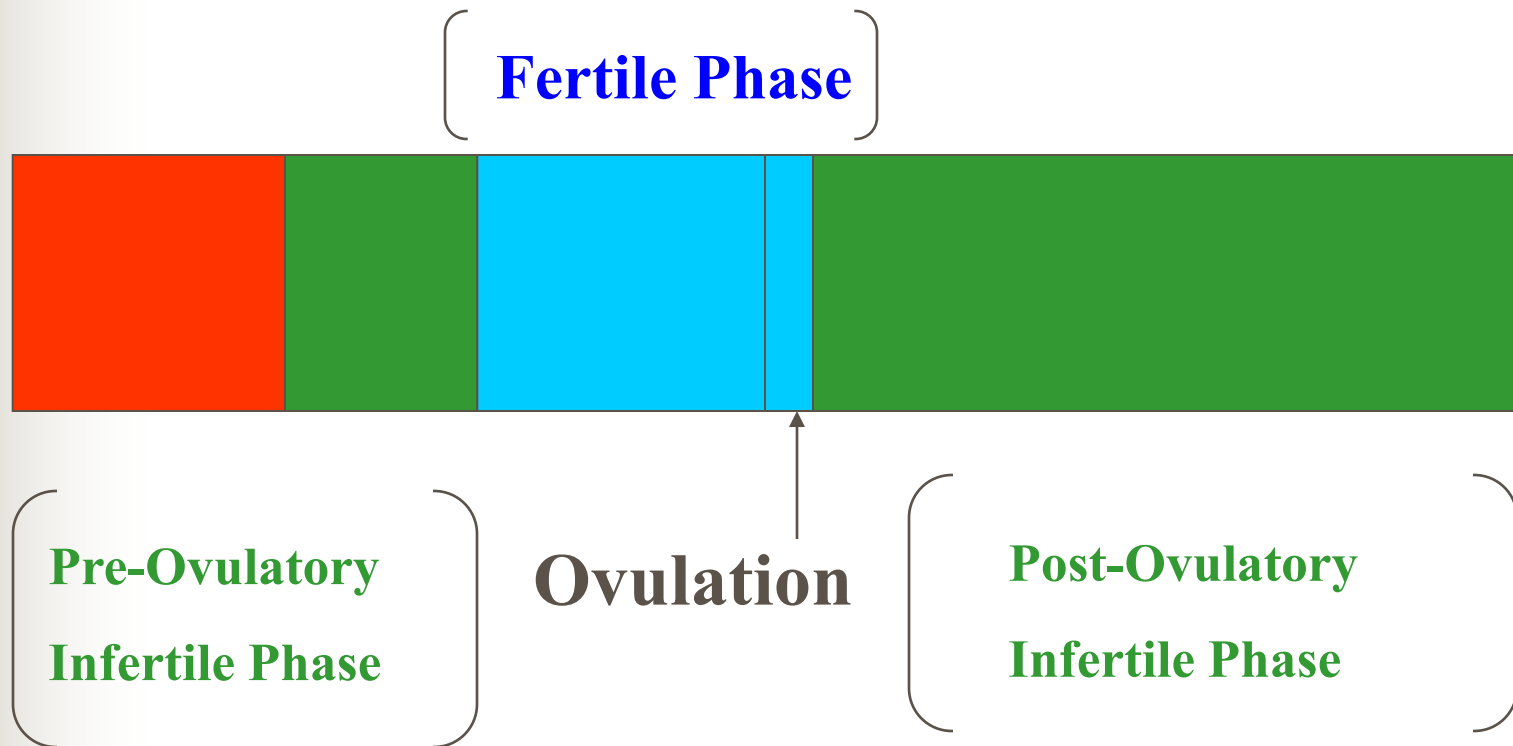 Fertile Phase
Pre-Ovulatory
Infertile Phase
Ovulation
Post-Ovulatory
Infertile Phase